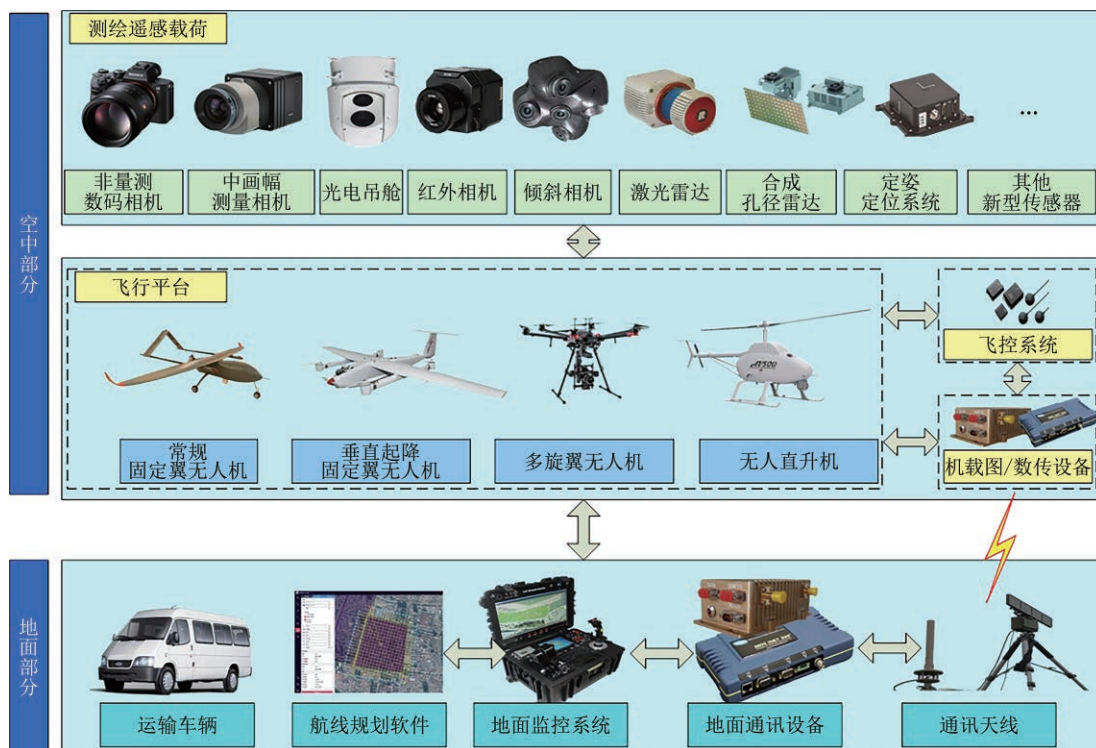 空中部分
测绘遥感载荷
SONY
…
非量测
数码相机
中画幅
测量相机
光电吊舱
红外相机
倾斜相机
激光雷达
合成
孔径雷达
定姿
定位系统
其他
新型传感器
飞行平台
常规
固定翼无人机
垂直起降
固定翼无人机
多旋翼无人机
无人直升机
飞控系统
机载图/数传设备
地面部分
运输车辆
航线规划软件
地面监控系统
地面通讯设备
通讯天线